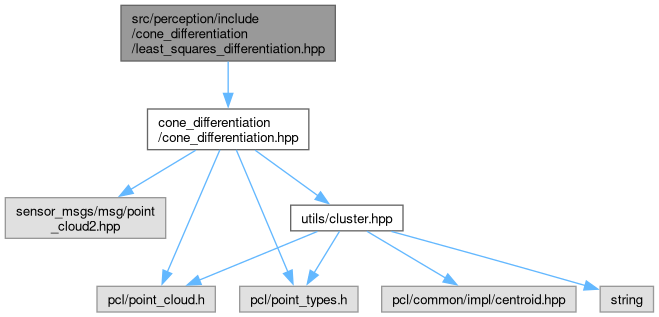 src/perception/include
/cone_differentiation
/least_squares_differentiation.hpp
cone_differentiation
/cone_differentiation.hpp
sensor_msgs/msg/point
_cloud2.hpp
utils/cluster.hpp
pcl/point_cloud.h
pcl/point_types.h
pcl/common/impl/centroid.hpp
string